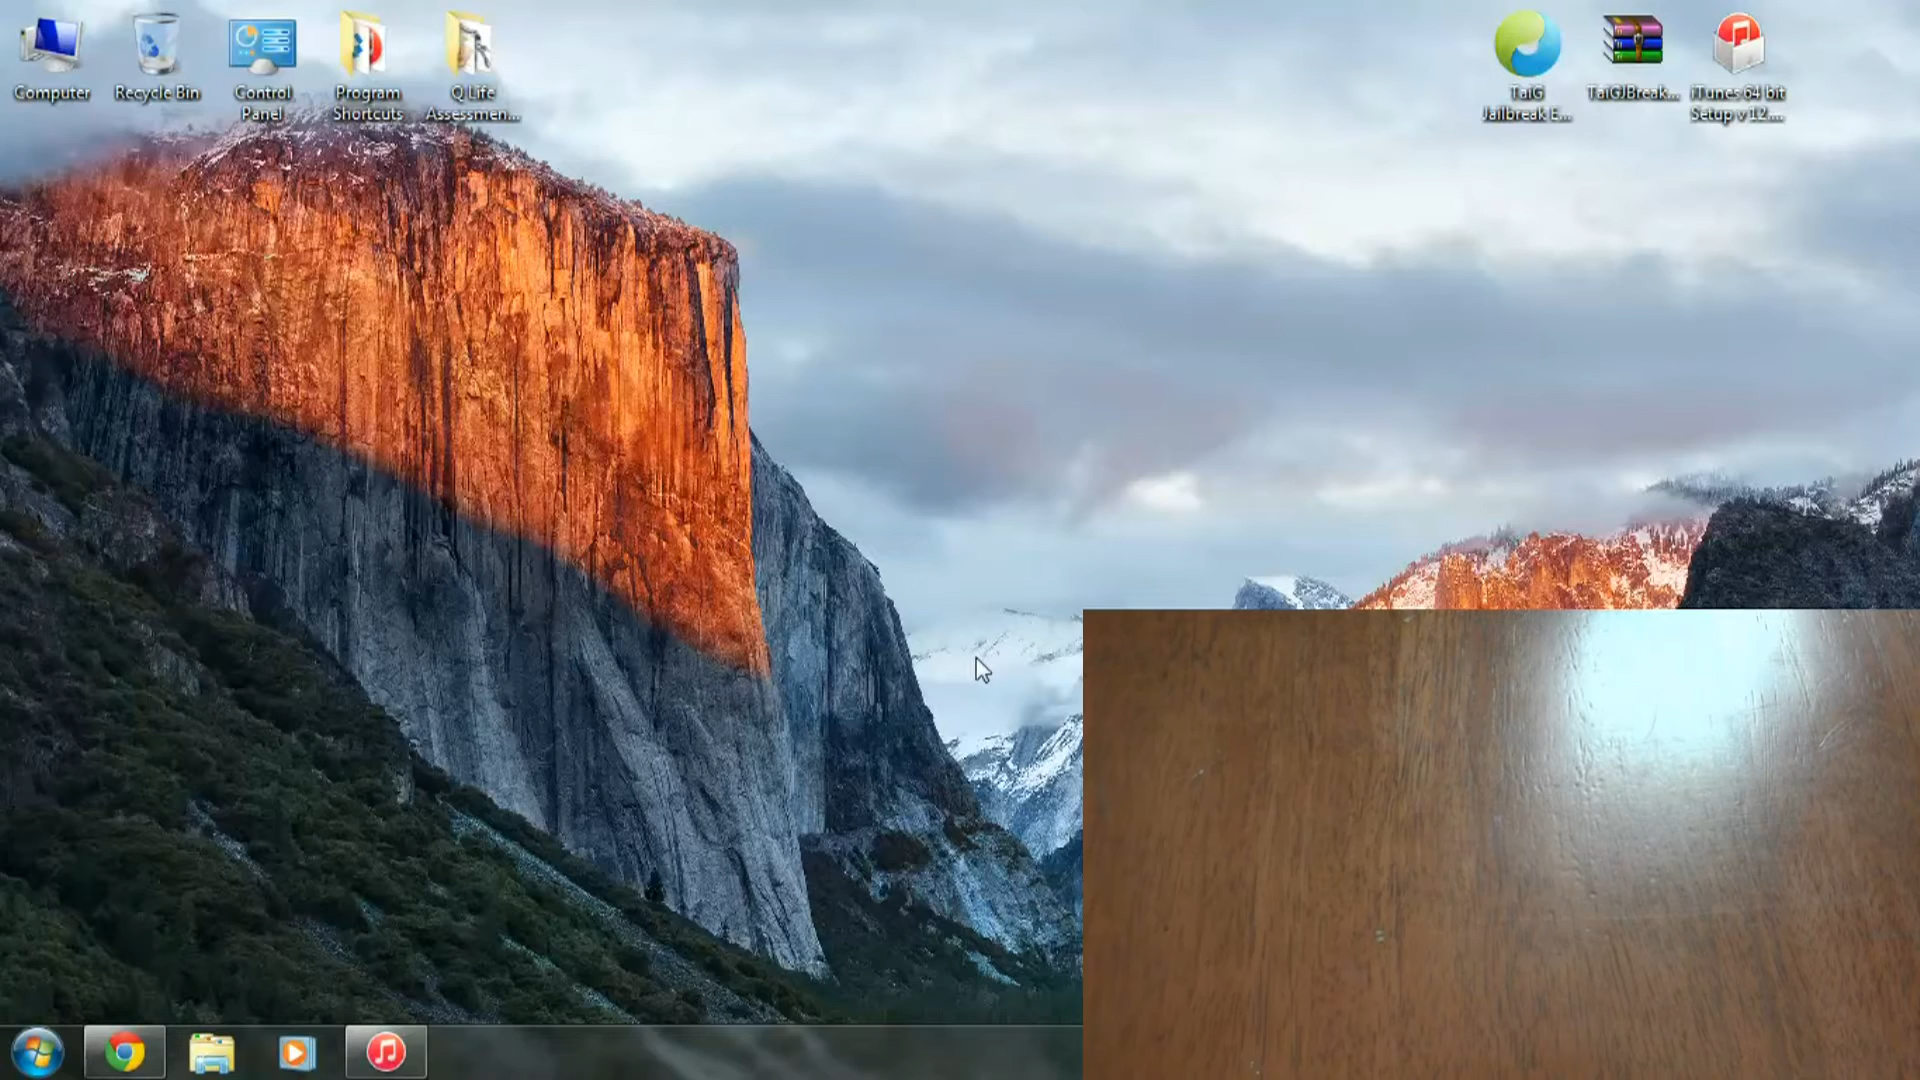 Computer
Recycle Bin
Control
Panel
Program
Shortcuts
Q Life
Assessmen...
TaiG
Jailbreak E...
TaiGJBreak...
iTunes 64 bit
Setup v 12....